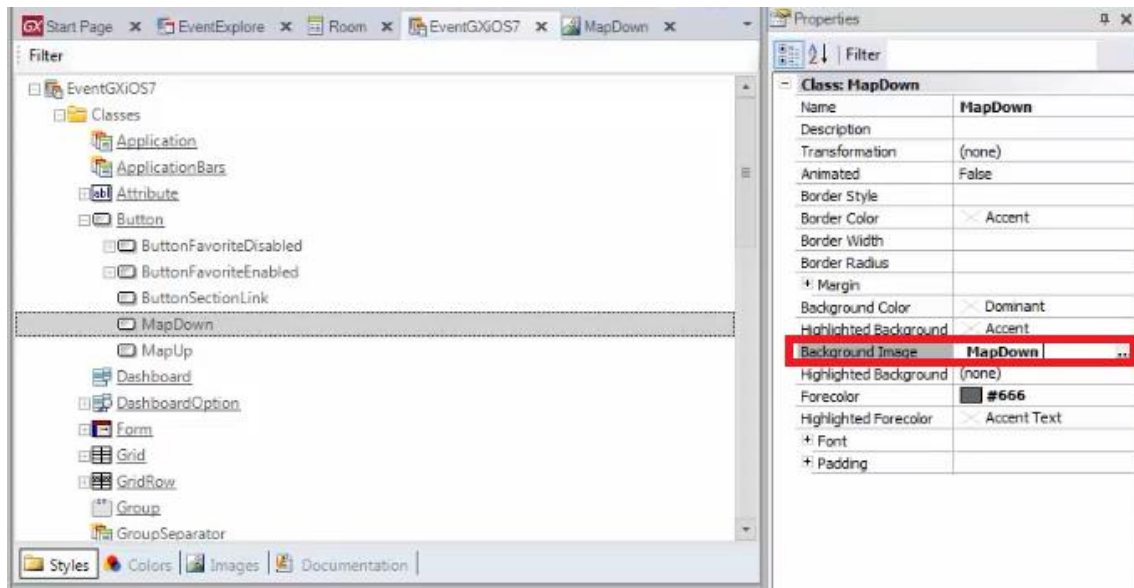 Start Page EventExplore Room EventGXiOS7 MapDown
Filter
EventGXiOS7
Classes
Application
ApplicationBars
Attribute
Button
ButtonFavoriteDisabled
ButtonFavoriteEnabled
ButtonSectionLink
MapDown
MapUp
Dashboard
DashboardOption
Form
Grid
GridRow
Group
GroupSeparator
Styles Colors Images Documentation
Properties
Filter
Class: MapDown
Name MapDown
Description
Transformation (none)
Animated False
Border Style
Border Color Accent
Border Width
Border Radius
Margin
Background Color Dominant
Highlighted Background Accent
Background Image MapDown ...
Highlighted Background (none)
Forecolor #666
Highlighted Forecolor Accent Text
Font
Padding